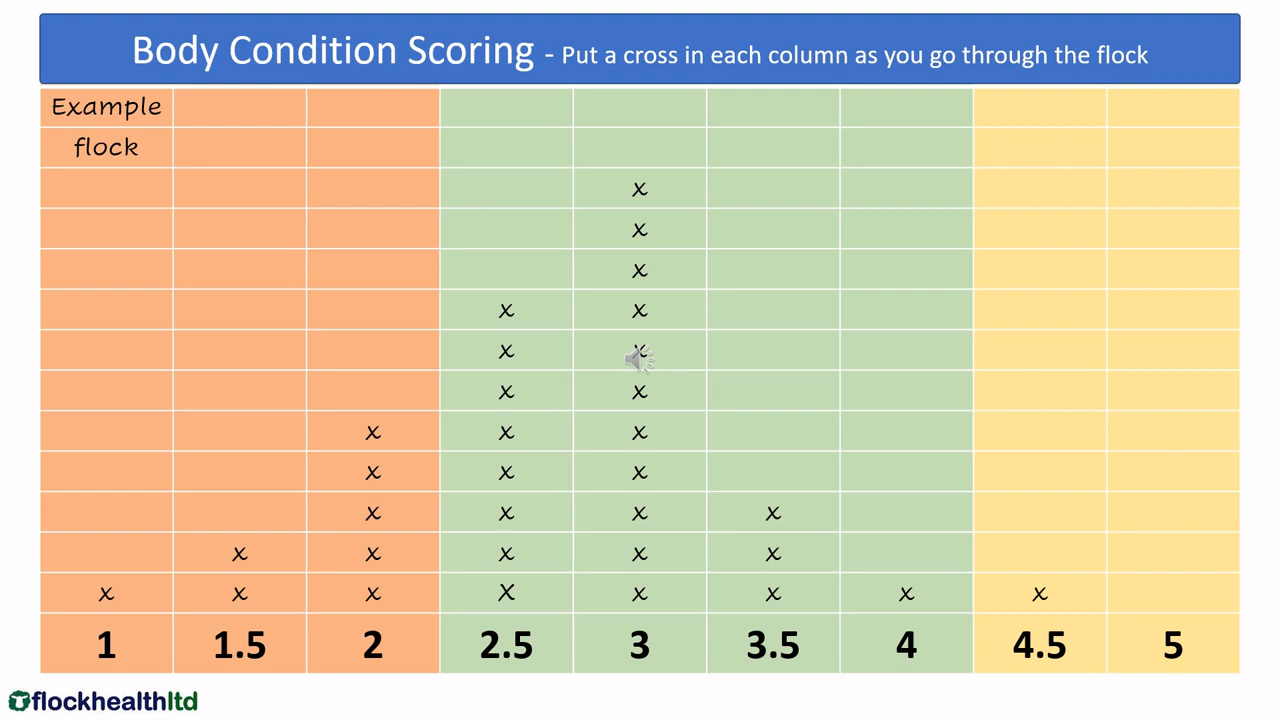 Body Condition Scoring - Put a cross in each column as you go through the flock
Example
flock
x
x
x
x x
x x
x x
x x x
x x x
x x x x
x x x x x
x x x X x x x x
1 1.5 2 2.5 3 3.5 4 4.5 5
flockhealthltd